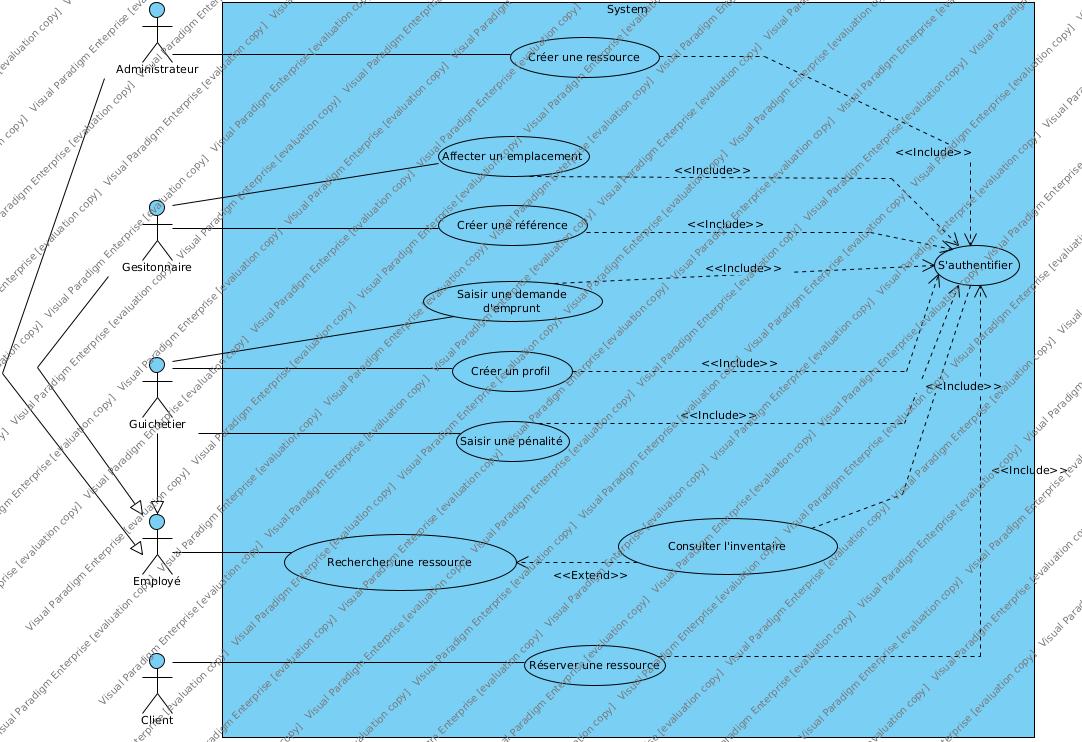 System
Administrateur
Créer une ressource
<<Include>>
Affecter un emplacement
<<Include>>
Gesitonnaire
Créer une référence
<<Include>>
S'authentifier
<<Include>>
Saisir une demande
d'emprunt
Guichetier
Créer un profil
<<Include>>
<<Include>>
<<Include>>
Saisir une pénalité
<<Include>>
Employé
Rechercher une ressource
Consulter l'inventaire
<<Extend>>
Client
Réserver une ressource
Visual Paradigm Enterprise [evaluation copy]